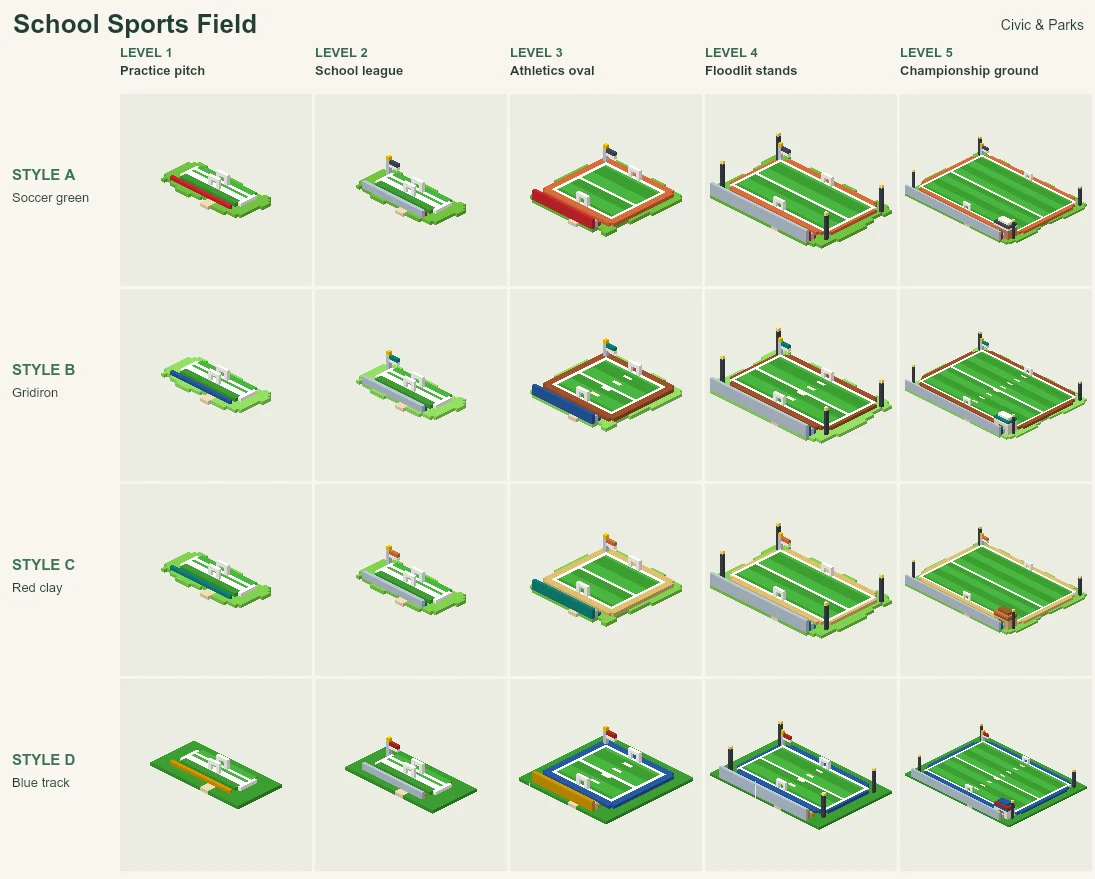 School Sports Field
Civic & Parks
LEVEL 1
Practice pitch
LEVEL 2
School league
LEVEL 3
Athletics oval
LEVEL 4
Floodlit stands
LEVEL 5
Championship ground
STYLE A
Soccer green
STYLE B
Gridiron
STYLE C
Red clay
STYLE D
Blue track